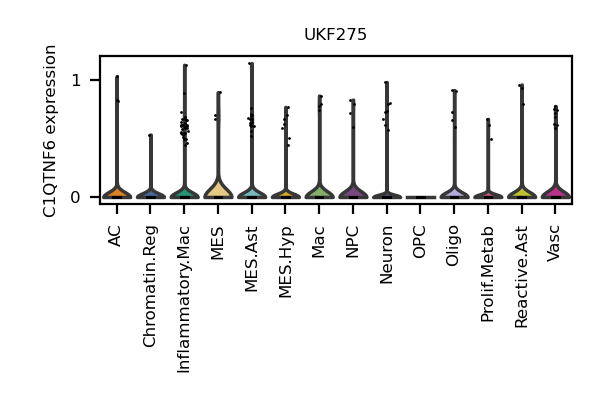 UKF275
C1QTNF6 expression
1
0
AC
Chromatin.Reg
Inflammatory.Mac
MES
MES.Ast
MES.Hyp
Mac
NPC
Neuron
OPC
Oligo
Prolif.Metab
Reactive.Ast
Vasc